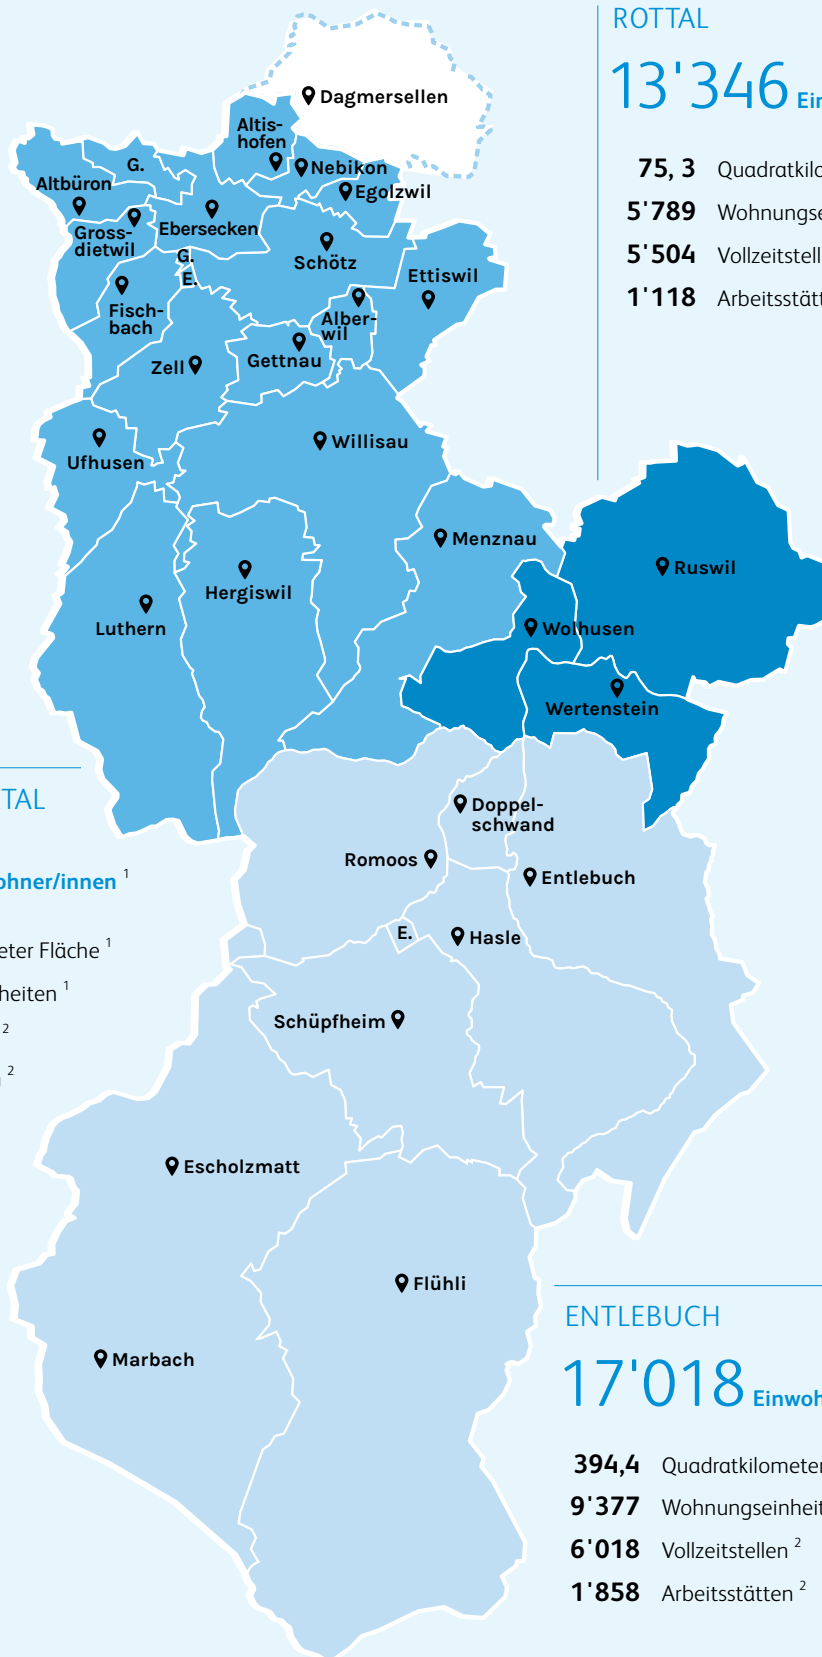 ROTTAL
13'346 Ein
75, 3 Quadratkilo
5'789 Wohnungse
5'504 Vollzeitstell
1'118 Arbeitsstätt
Dagmersellen
Altis-
hofen
Nebikon
Egolzwil
G.
Altbüron
Gross-
dietwil
Ebersecken
G.
E.
Schötz
Ettiswil
Fisch-
bach
Alber-
wil
Zell
Gettnau
Ufhusen
Willisau
Menznau
Ruswil
Hergiswil
Luthern
Wolhusen
Wertenstein
TAL
ohner/innen 1
eter Fläche 1
heiten 1
2
2
Doppel-
schwand
Romoos
Entlebuch
E.
Hasle
Schüpfheim
Escholzmatt
Flühli
Marbach
ENTLEBUCH
17'018 Einwoh
394,4 Quadratkilometer
9'377 Wohnungseinheit
6'018 Vollzeitstellen 2
1'858 Arbeitsstätten 2